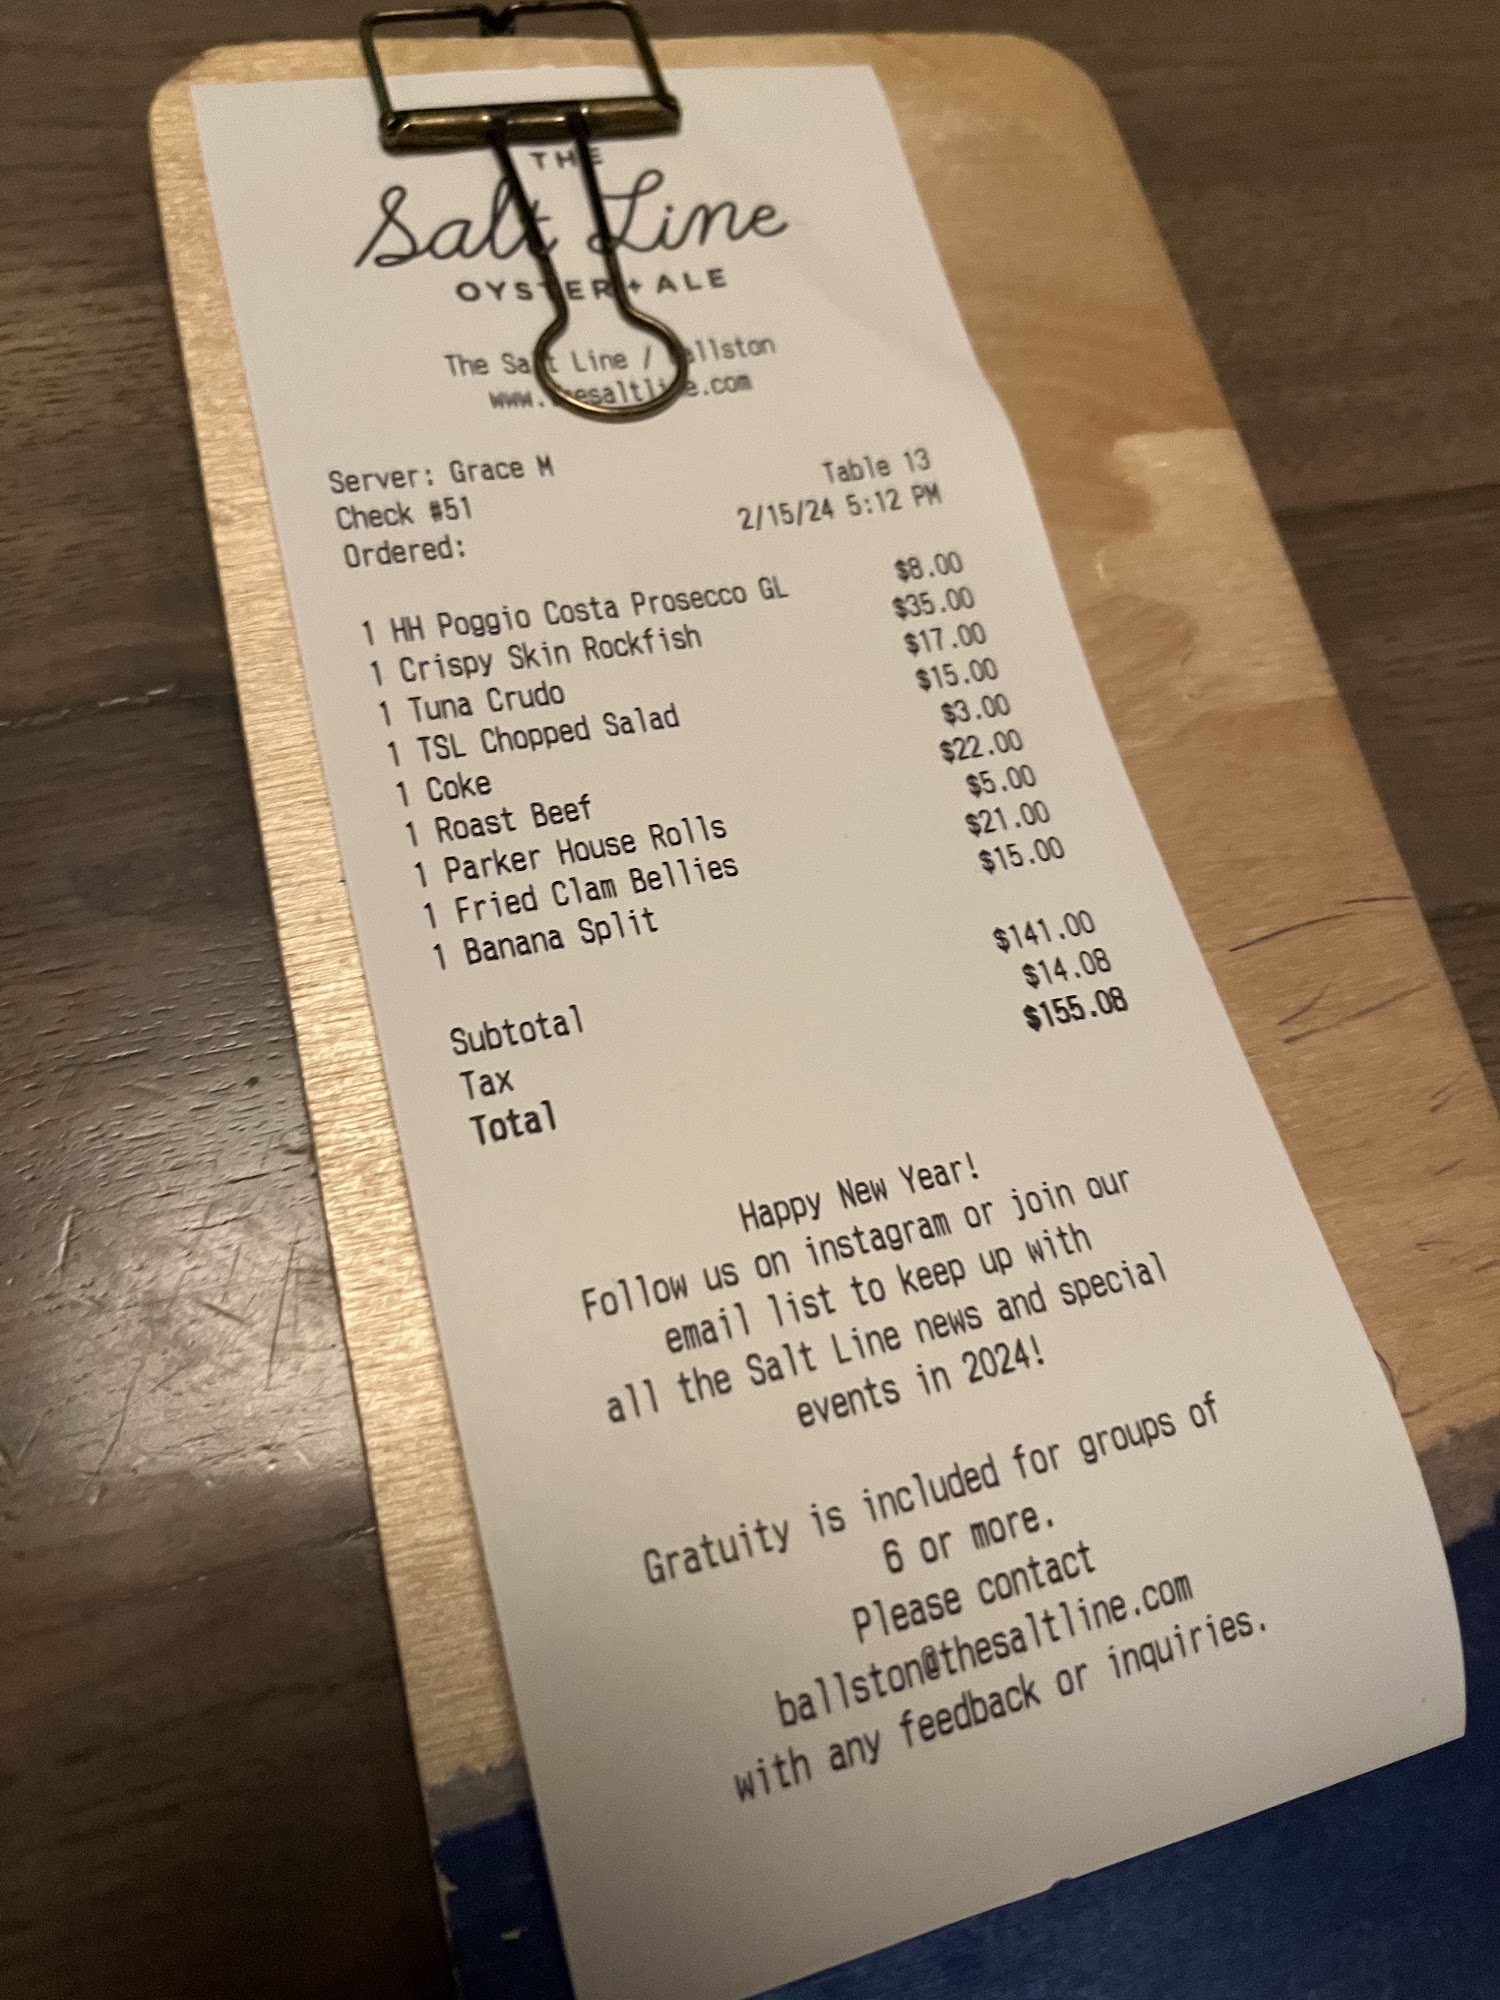 THE
Salt Line
OYSTER + ALE
The Salt Line / Ballston
www.thesaltline.com
Server: Grace M Table 13
Check #51 2/15/24 5:12 PM
Ordered:
1 HH Poggio Costa Prosecco GL $8.00
1 Crispy Skin Rockfish $35.00
1 Tuna Crudo $17.00
1 TSL Chopped Salad $15.00
1 Coke $3.00
1 Roast Beef $22.00
1 Parker House Rolls $5.00
1 Fried Clam Bellies $21.00
1 Banana Split $15.00
Subtotal $141.00
Tax $14.08
Total $155.08
Happy New Year!
Follow us on instagram or join our
email list to keep up with
all the Salt Line news and special
events in 2024!
Gratuity is included for groups of
6 or more.
Please contact
ballston@thesaltline.com
with any feedback or inquiries.